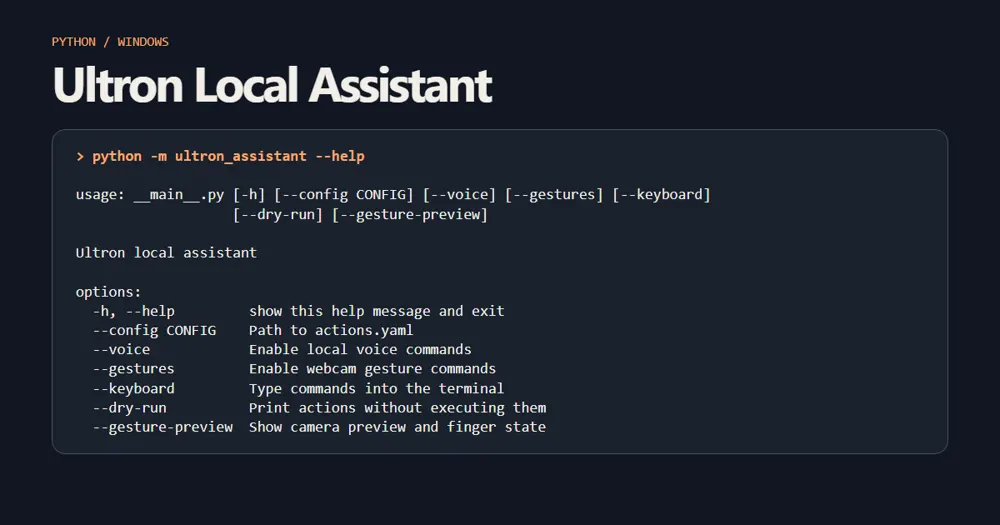 PYTHON / WINDOWS
Ultron Local Assistant
> python -m ultron_assistant --help
usage: __main__.py [-h] [--config CONFIG] [--voice] [--gestures] [--keyboard]
                   [--dry-run] [--gesture-preview]
Ultron local assistant
options:
  -h, --help         show this help message and exit
  --config CONFIG    Path to actions.yaml
  --voice            Enable local voice commands
  --gestures         Enable webcam gesture commands
  --keyboard         Type commands into the terminal
  --dry-run          Print actions without executing them
  --gesture-preview  Show camera preview and finger state